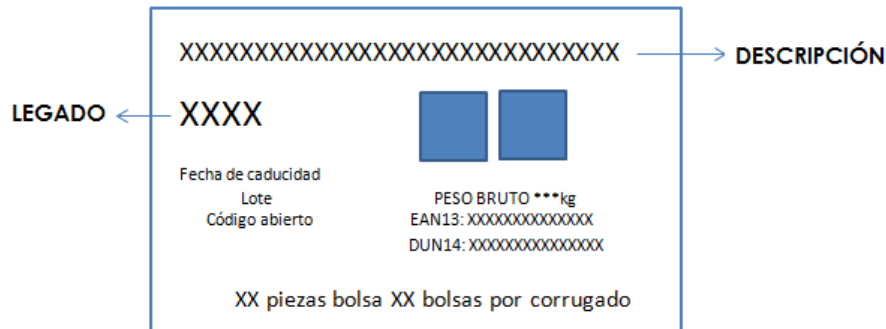 XXXXXXXXXXXXXXXXXXXXXXXXXXXXXXX
DESCRIPCIÓN
LEGADO
XXXX
Fecha de caducidad
Lote
Código abierto
PESO BRUTO ***kg
EAN13: XXXXXXXXXXXXXX
DUN14: XXXXXXXXXXXXXXX
XX piezas bolsa XX bolsas por corrugado